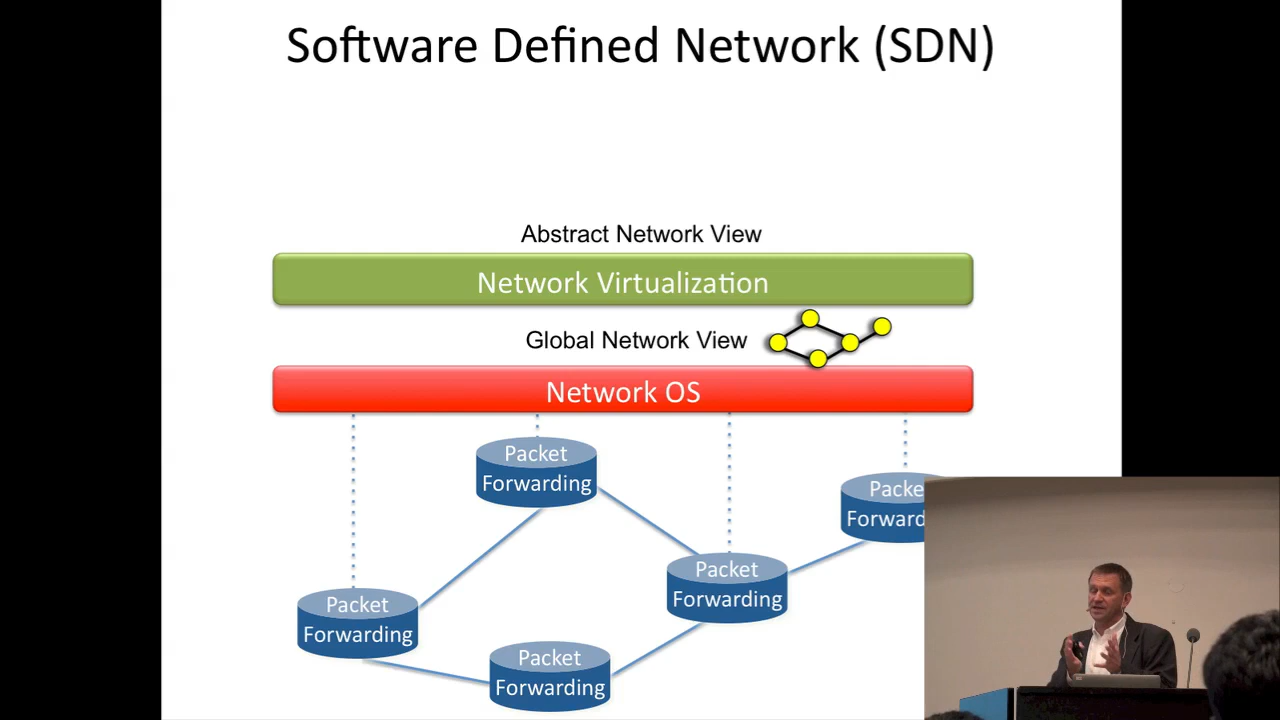 Software Defined Network (SDN)
Abstract Network View
Network Virtualization
Global Network View
Network OS
Packet
Forwarding
Packe
Forward
Packet
Forwarding
Packet
Forwarding
Packet
Forwarding